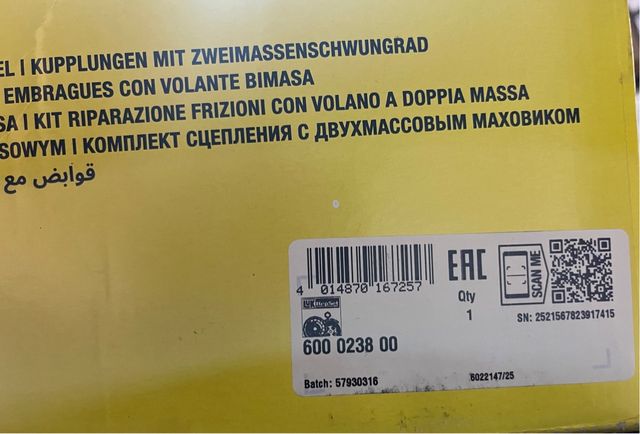 EL I KUPPLUNGEN MIT ZWEIMASSENSCHWUNGRAD
EMBRAGUES CON VOLANTE BIMASA
SA I KIT RIPARAZIONE FRIZIONI CON VOLANO A DOPPIA MASSA
SOWYM I КОМПЛЕКТ СЦЕПЛЕНИЯ С ДВУХМАССОВЫМ МАХОВИКОМ
قوابض مع
4 014870 167257
EAC
SCAN ME
Qty
1
SN: 2521567823917415
600 0238 00
Batch: 57930316
6022147/25